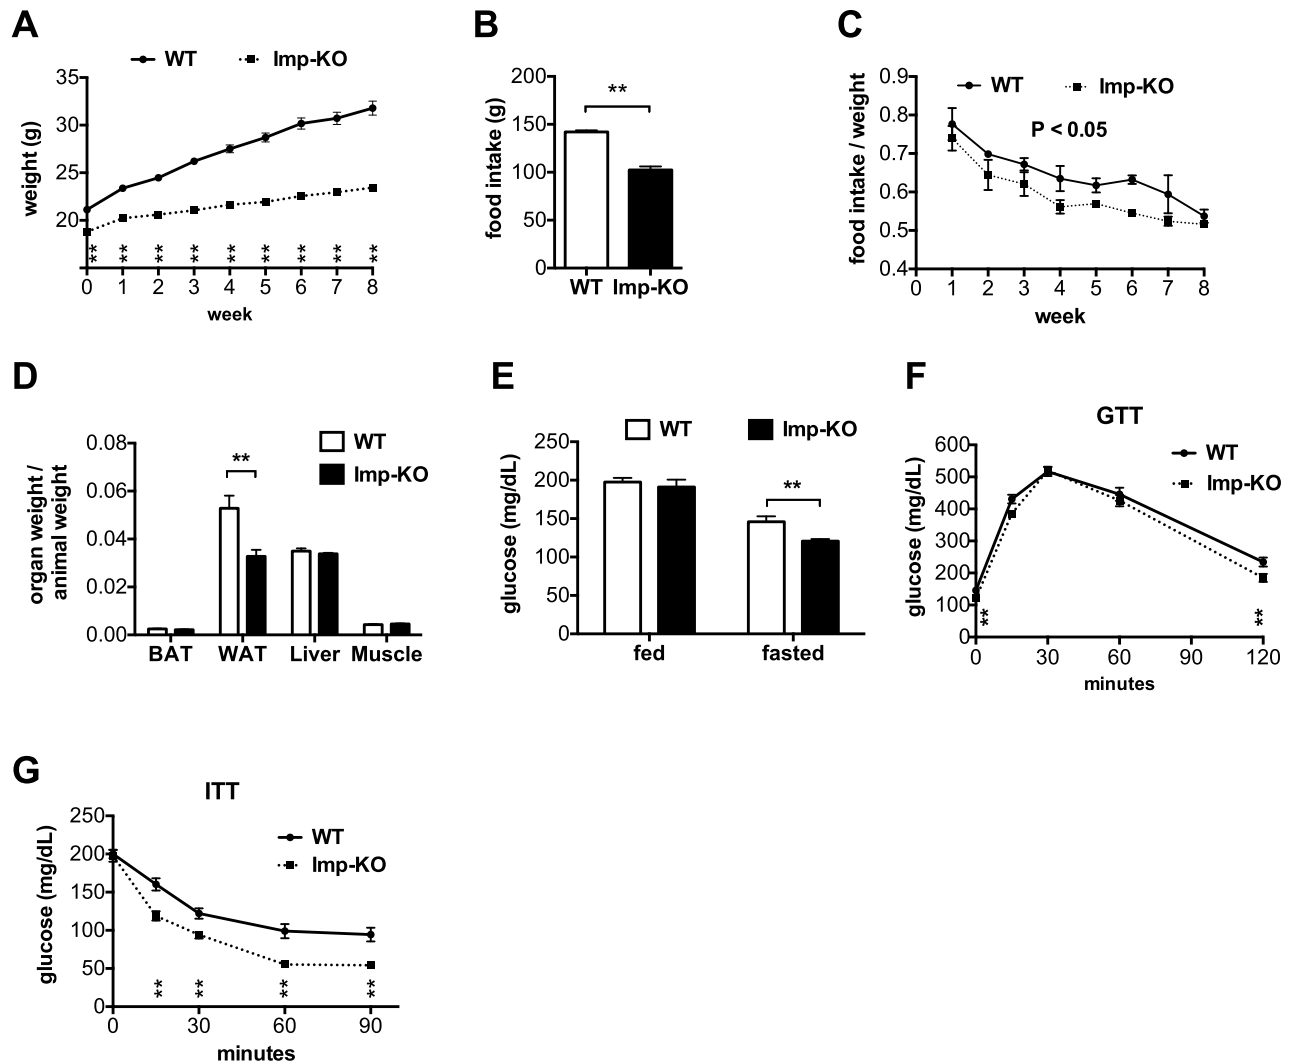 A
WT
Imp-KO
35
30
25
20
weight (g)
** ** ** ** ** ** ** ** **
0 1 2 3 4 5 6 7 8
week
B
200
150
100
50
0
food intake (g)
**
WT Imp-KO
C
0.9
0.8
0.7
0.6
0.5
0.4
food intake / weight
WT
Imp-KO
P < 0.05
0 1 2 3 4 5 6 7 8
week
D
0.08
0.06
0.04
0.02
0.00
organ weight /
animal weight
WT
Imp-KO
**
BAT WAT Liver Muscle
E
WT
Imp-KO
250
200
150
100
50
0
glucose (mg/dL)
**
fed fasted
F
GTT
WT
Imp-KO
600
500
400
300
200
100
0
glucose (mg/dL)
** **
0 30 60 90 120
minutes
G
ITT
WT
Imp-KO
250
200
150
100
50
0
glucose (mg/dL)
** ** ** **
0 30 60 90
minutes